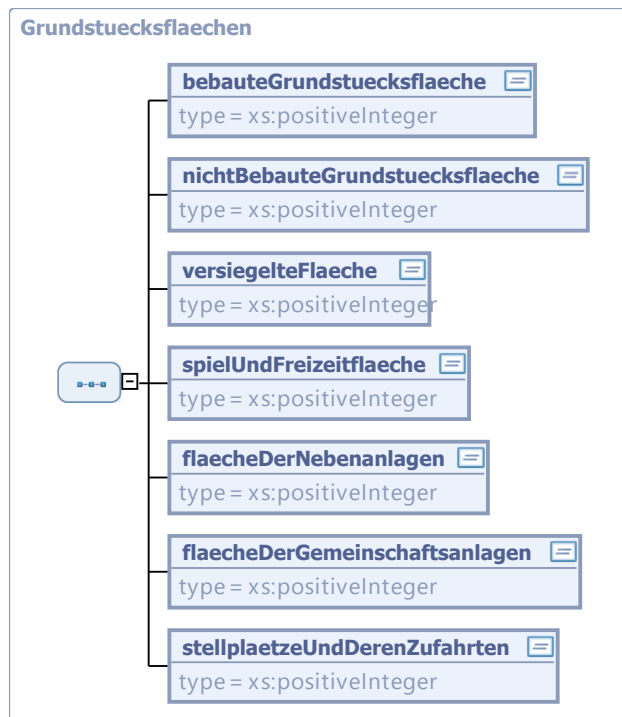 Grundstuecksflaechen
bebauteGrundstuecksflaeche
type = xs:positiveInteger
nichtBebauteGrundstuecksflaeche
type = xs:positiveInteger
versiegelteFlaeche
type = xs:positiveInteger
spielUndFreizeitflaeche
type = xs:positiveInteger
flaecheDerNebenanlagen
type = xs:positiveInteger
flaecheDerGemeinschaftsanlagen
type = xs:positiveInteger
stellplaetzeUndDerenZufahrten
type = xs:positiveInteger